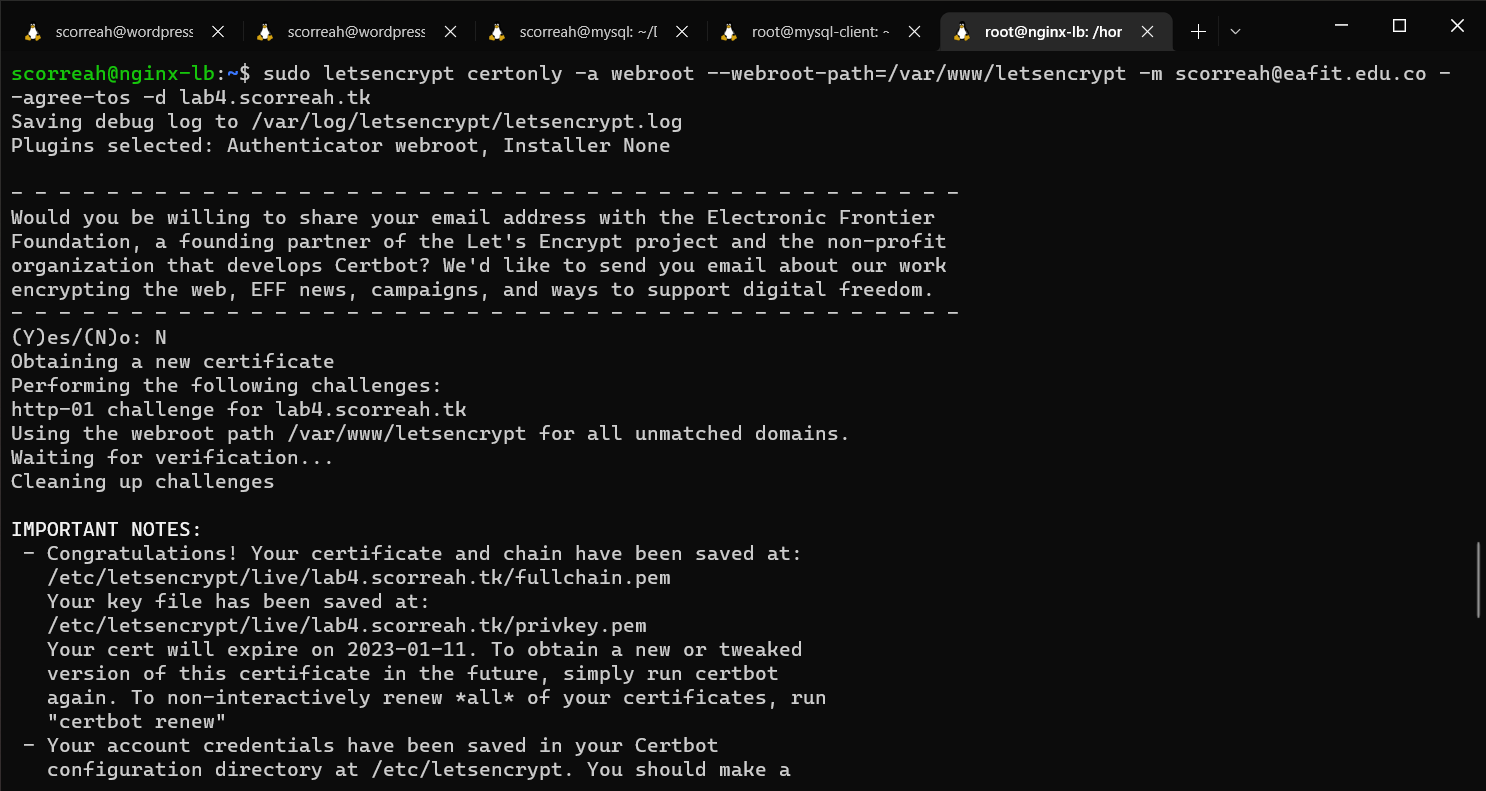 scorreah@wordpress
scorreah@wordpress
scorreah@mysql: ~/[
root@mysql-client: ~
root@nginx-lb: /hor
scorreah@nginx-lb:~$ sudo letsencrypt certonly -a webroot --webroot-path=/var/www/letsencrypt -m scorreah@eafit.edu.co -
-agree-tos -d lab4.scorreah.tk
Saving debug log to /var/log/letsencrypt/letsencrypt.log
Plugins selected: Authenticator webroot, Installer None
- - - - - - - - - - - - - - - - - - - - - - - - - - - - - - - - - - - - - - - -
Would you be willing to share your email address with the Electronic Frontier
Foundation, a founding partner of the Let's Encrypt project and the non-profit
organization that develops Certbot? We'd like to send you email about our work
encrypting the web, EFF news, campaigns, and ways to support digital freedom.
- - - - - - - - - - - - - - - - - - - - - - - - - - - - - - - - - - - - - - - -
(Y)es/(N)o: N
Obtaining a new certificate
Performing the following challenges:
http-01 challenge for lab4.scorreah.tk
Using the webroot path /var/www/letsencrypt for all unmatched domains.
Waiting for verification...
Cleaning up challenges
IMPORTANT NOTES:
- Congratulations! Your certificate and chain have been saved at:
/etc/letsencrypt/live/lab4.scorreah.tk/fullchain.pem
Your key file has been saved at:
/etc/letsencrypt/live/lab4.scorreah.tk/privkey.pem
Your cert will expire on 2023-01-11. To obtain a new or tweaked
version of this certificate in the future, simply run certbot
again. To non-interactively renew *all* of your certificates, run
"certbot renew"
- Your account credentials have been saved in your Certbot
configuration directory at /etc/letsencrypt. You should make a